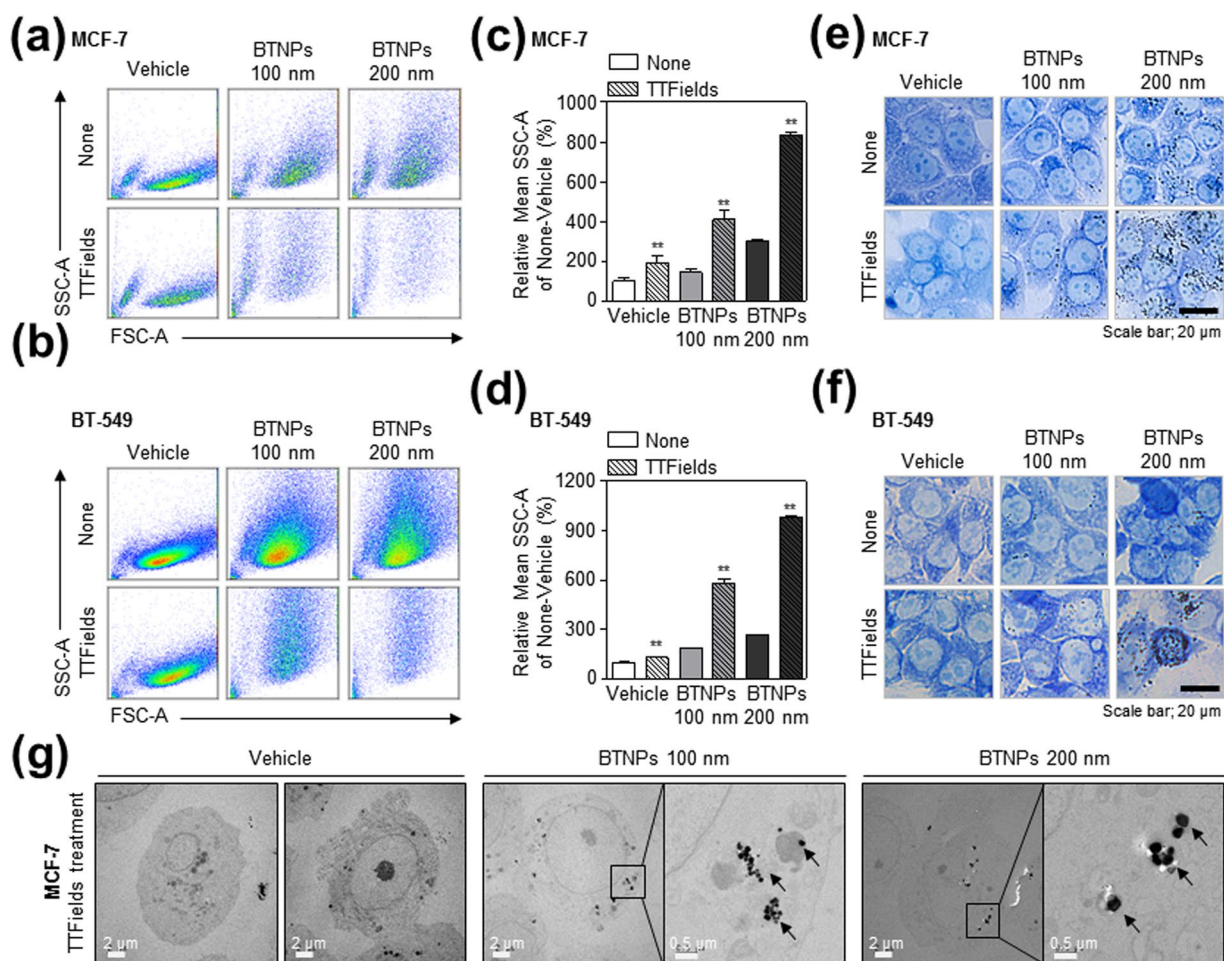 (a) MCF-7
Vehicle
BTNPs
100 nm
BTNPs
200 nm
None
TTFields
SSC-A
FSC-A
(b)
BT-549
Vehicle
BTNPs
100 nm
BTNPs
200 nm
None
TTFields
SSC-A
FSC-A
(c) MCF-7
None
TTFields
Relative Mean SSC-A
of None-Vehicle (%)
1000
800
600
400
200
0
**
**
**
Vehicle
BTNPs
100 nm
BTNPs
200 nm
(d)
BT-549
None
TTFields
Relative Mean SSC-A
of None-Vehicle (%)
1200
900
600
300
0
**
**
**
Vehicle
BTNPs
100 nm
BTNPs
200 nm
(e) MCF-7
Vehicle
BTNPs
100 nm
BTNPs
200 nm
None
TTFields
Scale bar; 20 μm
(f)
BT-549
Vehicle
BTNPs
100 nm
BTNPs
200 nm
None
TTFields
Scale bar; 20 μm
(g)
Vehicle
BTNPs 100 nm
BTNPs 200 nm
MCF-7
TTFields treatment
2 μm
2 μm
2 μm
0.5 μm
2 μm
0.5 μm